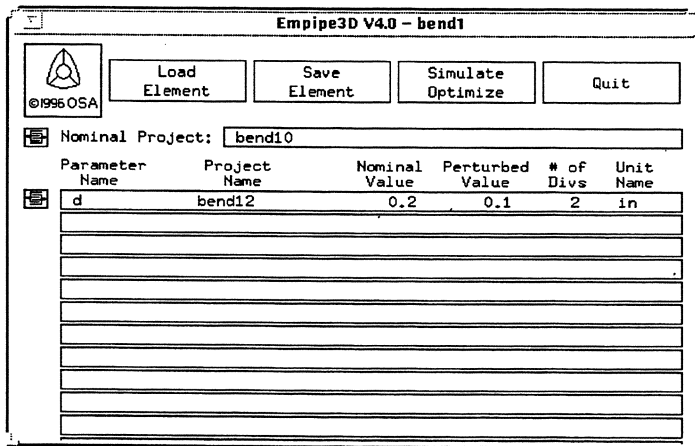 Empipe3D V4.0 – bend1
Load Element
Save Element
Simulate Optimize
Quit
©1996 OSA
Nominal Project: bend10
Parameter Name
Project Name
Nominal Value
Perturbed Value
# of Divs
Unit Name
d bend12 0.2 0.1 2 in